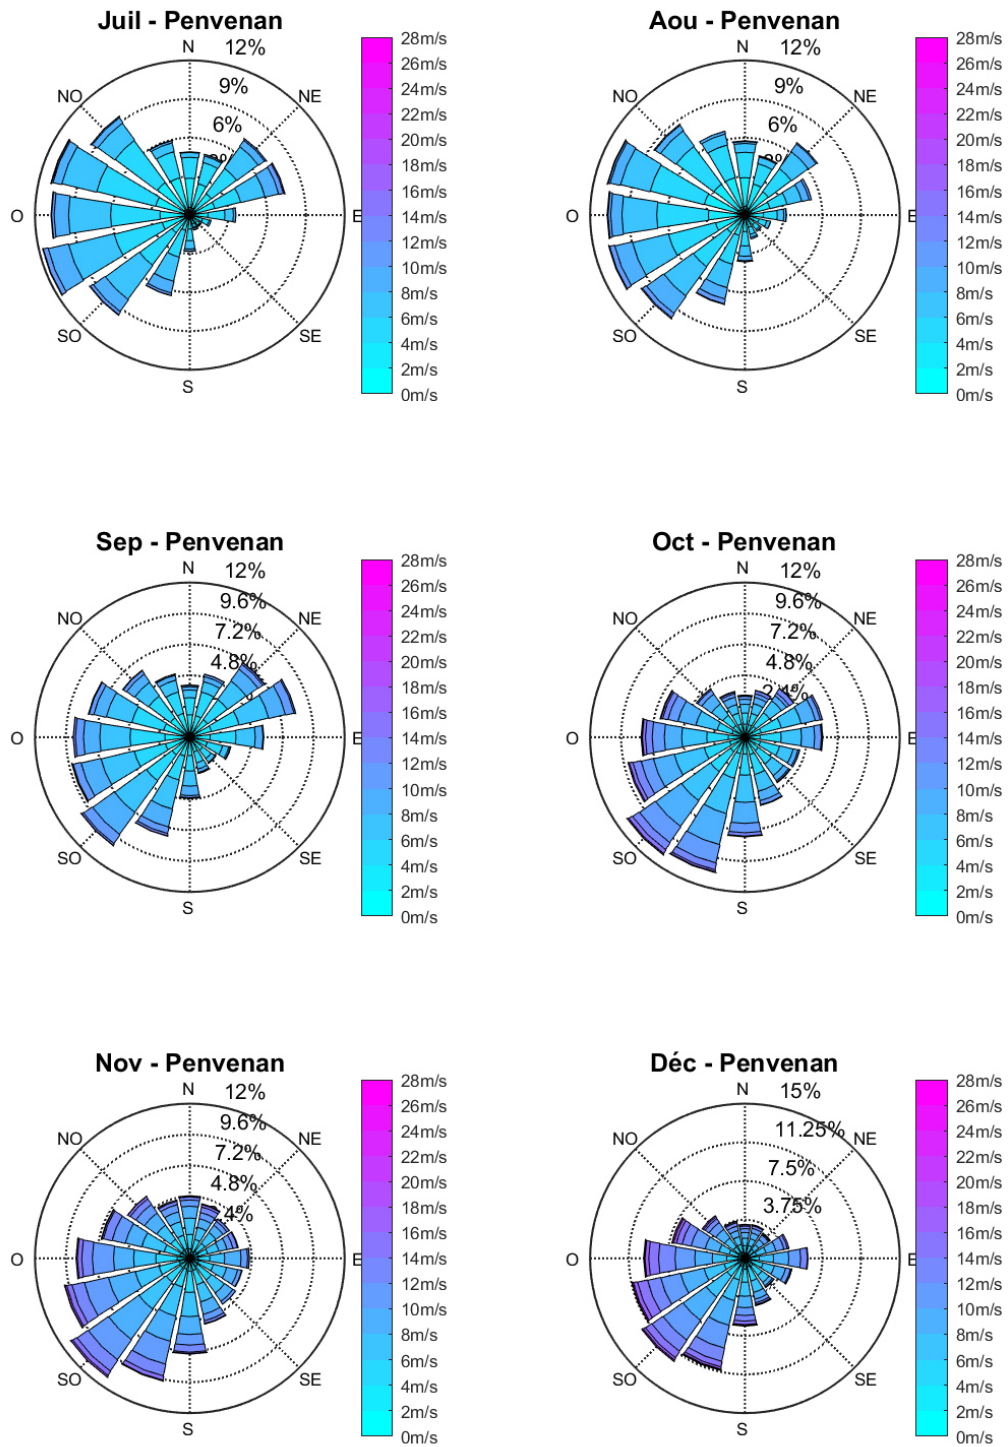 Juil - Penvenan
N
12%
9%
6%
NO
NE
O
E
SO
SE
S
28m/s
26m/s
24m/s
22m/s
20m/s
18m/s
16m/s
14m/s
12m/s
10m/s
8m/s
6m/s
4m/s
2m/s
0m/s
Aou - Penvenan
N
12%
9%
6%
NO
NE
O
E
SO
SE
S
28m/s
26m/s
24m/s
22m/s
20m/s
18m/s
16m/s
14m/s
12m/s
10m/s
8m/s
6m/s
4m/s
2m/s
0m/s
Sep - Penvenan
N
12%
9.6%
7.2%
4.8%
NO
NE
O
E
SO
SE
S
28m/s
26m/s
24m/s
22m/s
20m/s
18m/s
16m/s
14m/s
12m/s
10m/s
8m/s
6m/s
4m/s
2m/s
0m/s
Oct - Penvenan
N
12%
9.6%
7.2%
4.8%
2.4%
NO
NE
O
E
SO
SE
S
28m/s
26m/s
24m/s
22m/s
20m/s
18m/s
16m/s
14m/s
12m/s
10m/s
8m/s
6m/s
4m/s
2m/s
0m/s
Nov - Penvenan
N
12%
9.6%
7.2%
4.8%
4%
NO
NE
O
E
SO
SE
S
28m/s
26m/s
24m/s
22m/s
20m/s
18m/s
16m/s
14m/s
12m/s
10m/s
8m/s
6m/s
4m/s
2m/s
0m/s
Déc - Penvenan
N
15%
11.25%
7.5%
3.75%
NO
NE
O
E
SO
SE
S
28m/s
26m/s
24m/s
22m/s
20m/s
18m/s
16m/s
14m/s
12m/s
10m/s
8m/s
6m/s
4m/s
2m/s
0m/s